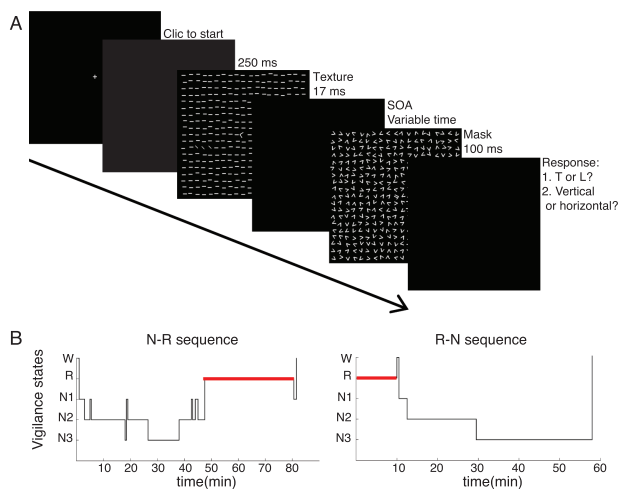 A
Clic to start
250 ms
Texture
17 ms
SOA
Variable time
Mask
100 ms
Response:
1. T or L?
2. Vertical
or horizontal?
B
N-R sequence
R-N sequence
Vigilance states
W
R
N1
N2
N3
0 10 20 30 40 50 60 70 80
time(min)
W
R
N1
N2
N3
10 20 30 40 50 60
time(min)